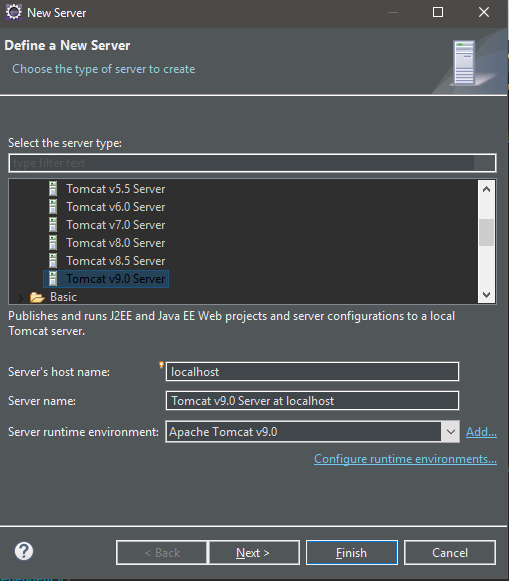 New Server
Define a New Server
Choose the type of server to create
Select the server type:
type filter text
Tomcat v5.5 Server
Tomcat v6.0 Server
Tomcat v7.0 Server
Tomcat v8.0 Server
Tomcat v8.5 Server
Tomcat v9.0 Server
Basic
Publishes and runs J2EE and Java EE Web projects and server configurations to a local
Tomcat server.
Server's host name: localhost
Server name: Tomcat v9.0 Server at localhost
Server runtime environment: Apache Tomcat v9.0 Add...
Configure runtime environments...
? < Back Next > Finish Cancel